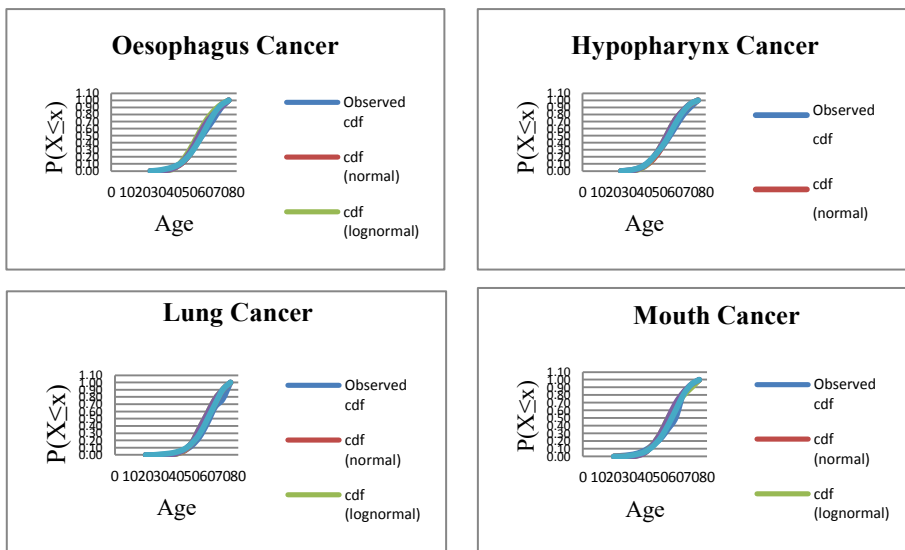 Oesophagus Cancer
P(X≤x)
1.10
1.00
0.90
0.80
0.70
0.60
0.50
0.40
0.30
0.20
0.10
0.00
0 1020304050607080
Age
Observed
cdf
cdf
(normal)
cdf
(lognormal)
Hypopharynx Cancer
P(X≤x)
1.10
1.00
0.90
0.80
0.70
0.60
0.50
0.40
0.30
0.20
0.10
0.00
0 1020304050607080
Age
Observed
cdf
cdf
(normal)
Lung Cancer
P(X≤x)
1.10
1.00
0.90
0.80
0.70
0.60
0.50
0.40
0.30
0.20
0.10
0.00
0 1020304050607080
Age
Observed
cdf
cdf
(normal)
cdf
(lognormal)
Mouth Cancer
P(X≤x)
1.10
1.00
0.90
0.80
0.70
0.60
0.50
0.40
0.30
0.20
0.10
0.00
0 1020304050607080
Age
Observed
cdf
cdf
(normal)
cdf
(lognormal)